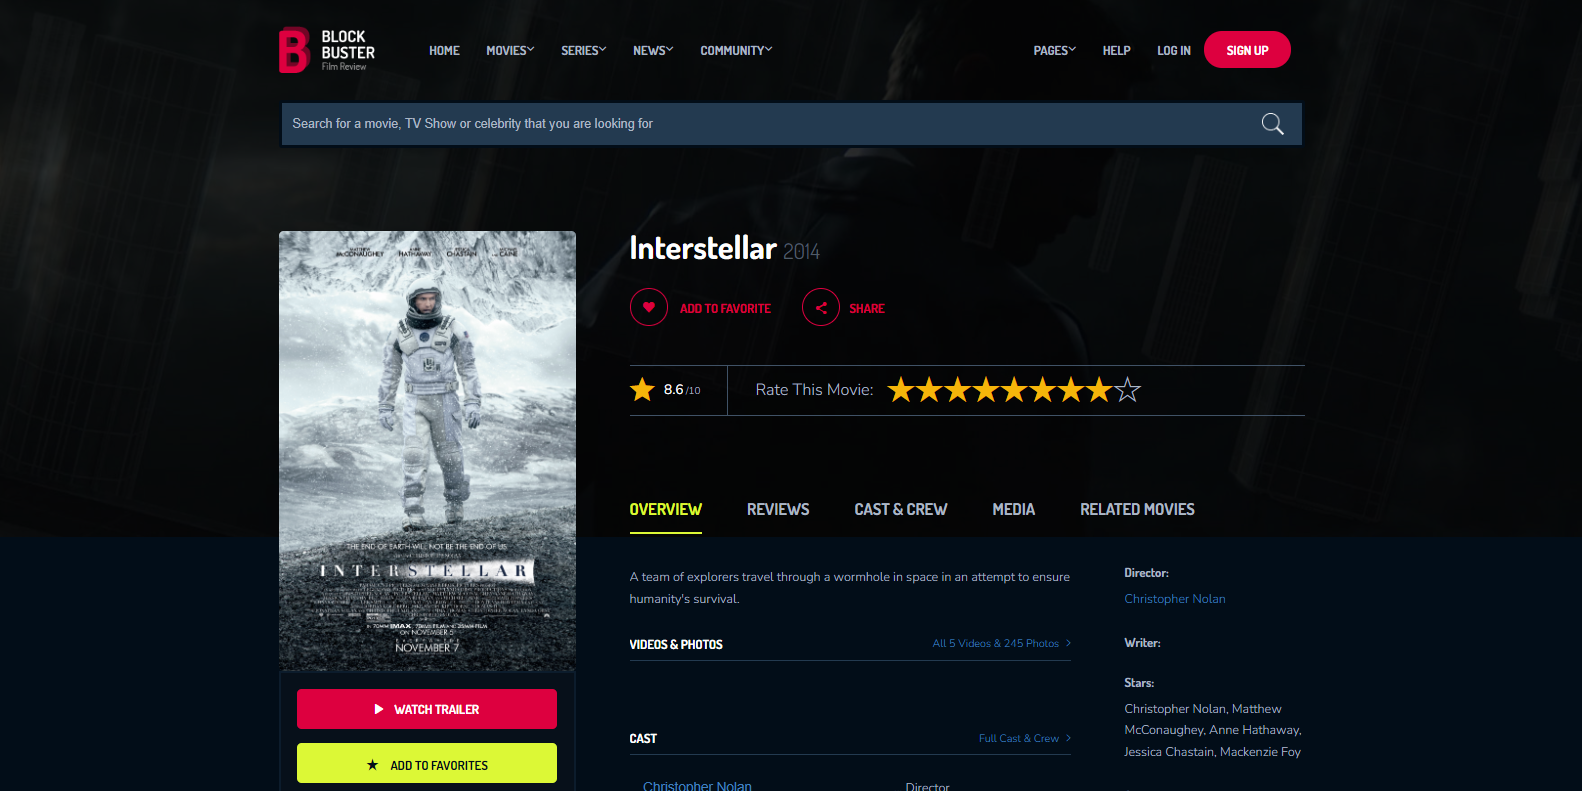 BLOCK
BUSTER
Film Review
HOME MOVIES SERIES NEWS COMMUNITY PAGES HELP LOG IN SIGN UP
Search for a movie, TV Show or celebrity that you are looking for
MATTHEW McCONAUGHEY ANNE HATHAWAY JESSICA CHASTAIN CAINE
THE END OF EARTH WILL NOT BE THE END OF US
INTERSTELLAR
ON NOVEMBER 5
NOVEMBER 7
WATCH TRAILER
ADD TO FAVORITES
Interstellar 2014
ADD TO FAVORITE SHARE
8.6 /10 Rate This Movie:
OVERVIEW REVIEWS CAST & CREW MEDIA RELATED MOVIES
A team of explorers travel through a wormhole in space in an attempt to ensure
humanity's survival.
VIDEOS & PHOTOS All 5 Videos & 245 Photos
CAST Full Cast & Crew
Christopher Nolan Director
Director:
Christopher Nolan
Writer:
Stars:
Christopher Nolan, Matthew
McConaughey, Anne Hathaway,
Jessica Chastain, Mackenzie Foy